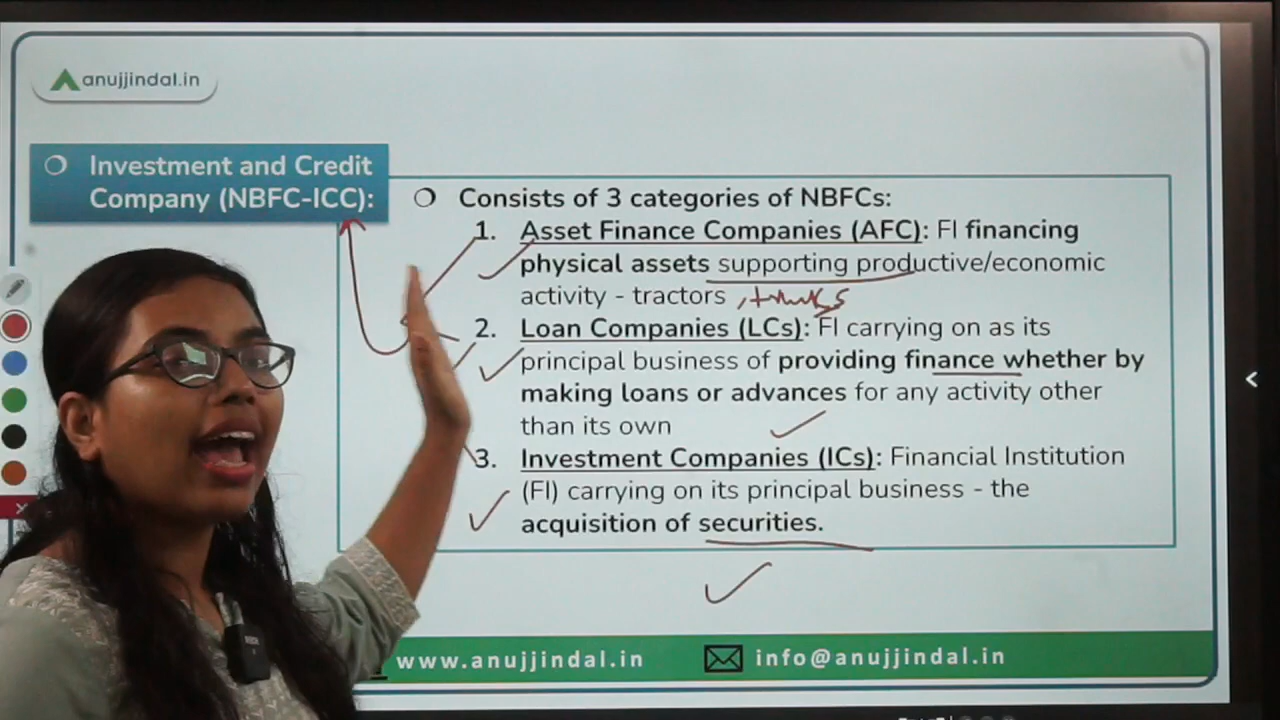 anujjindal.in
Investment and Credit
Company (NBFC-ICC):
Consists of 3 categories of NBFCs:
1. Asset Finance Companies (AFC): FI financing
physical assets supporting productive/economic
activity - tractors , trucks
2. Loan Companies (LCs): FI carrying on as its
principal business of providing finance whether by
making loans or advances for any activity other
than its own
3. Investment Companies (ICs): Financial Institution
(FI) carrying on its principal business - the
acquisition of securities.
www.anujjindal.in
info@anujjindal.in